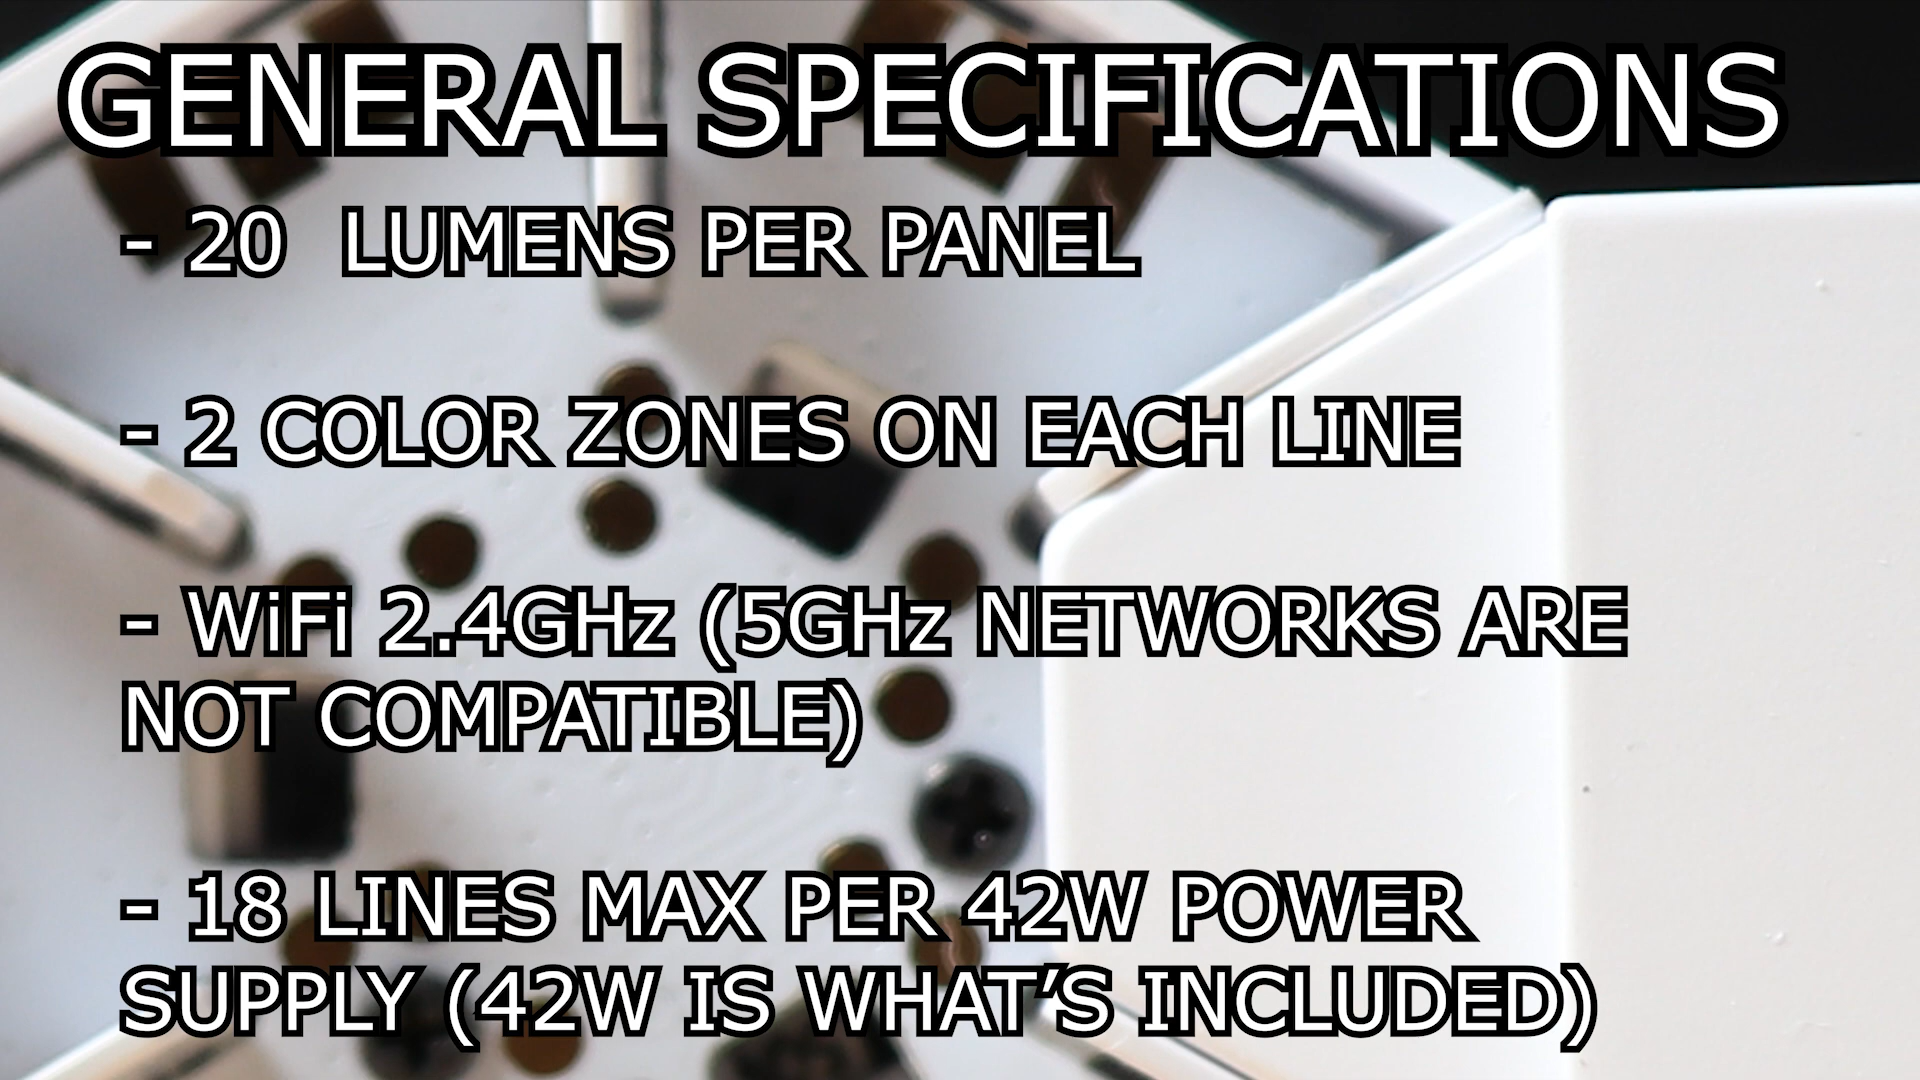 GENERAL SPECIFICATIONS
- 20 LUMENS PER PANEL
- 2 COLOR ZONES ON EACH LINE
- WiFi 2.4GHz (5GHz NETWORKS ARE
NOT COMPATIBLE)
- 18 LINES MAX PER 42W POWER
SUPPLY (42W IS WHAT'S INCLUDED)